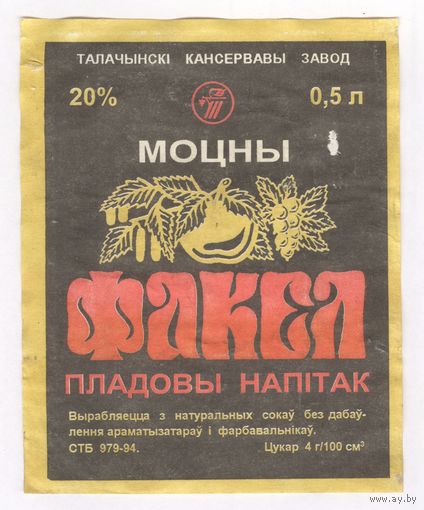 ТАЛАЧЫНСКІ КАНСЕРВАВЫ ЗАВОД
20% 0,5 л
МОЦНЫ
ФАКЕЛ
ПЛАДОВЫ НАПІТАК
Вырабляецца з натуральных сокаў без дабаў-
лення араматызатараў і фарбавальнікаў.
СТБ 979-94. Цукар 4 г/100 см³
https://www.ay.by